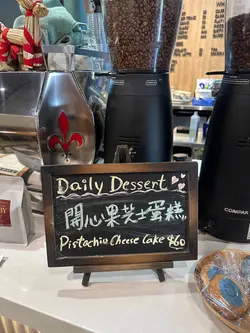 Daily Dessert
開心果芝士蛋糕
Pistachio Cheese Cake $60
COMPAK